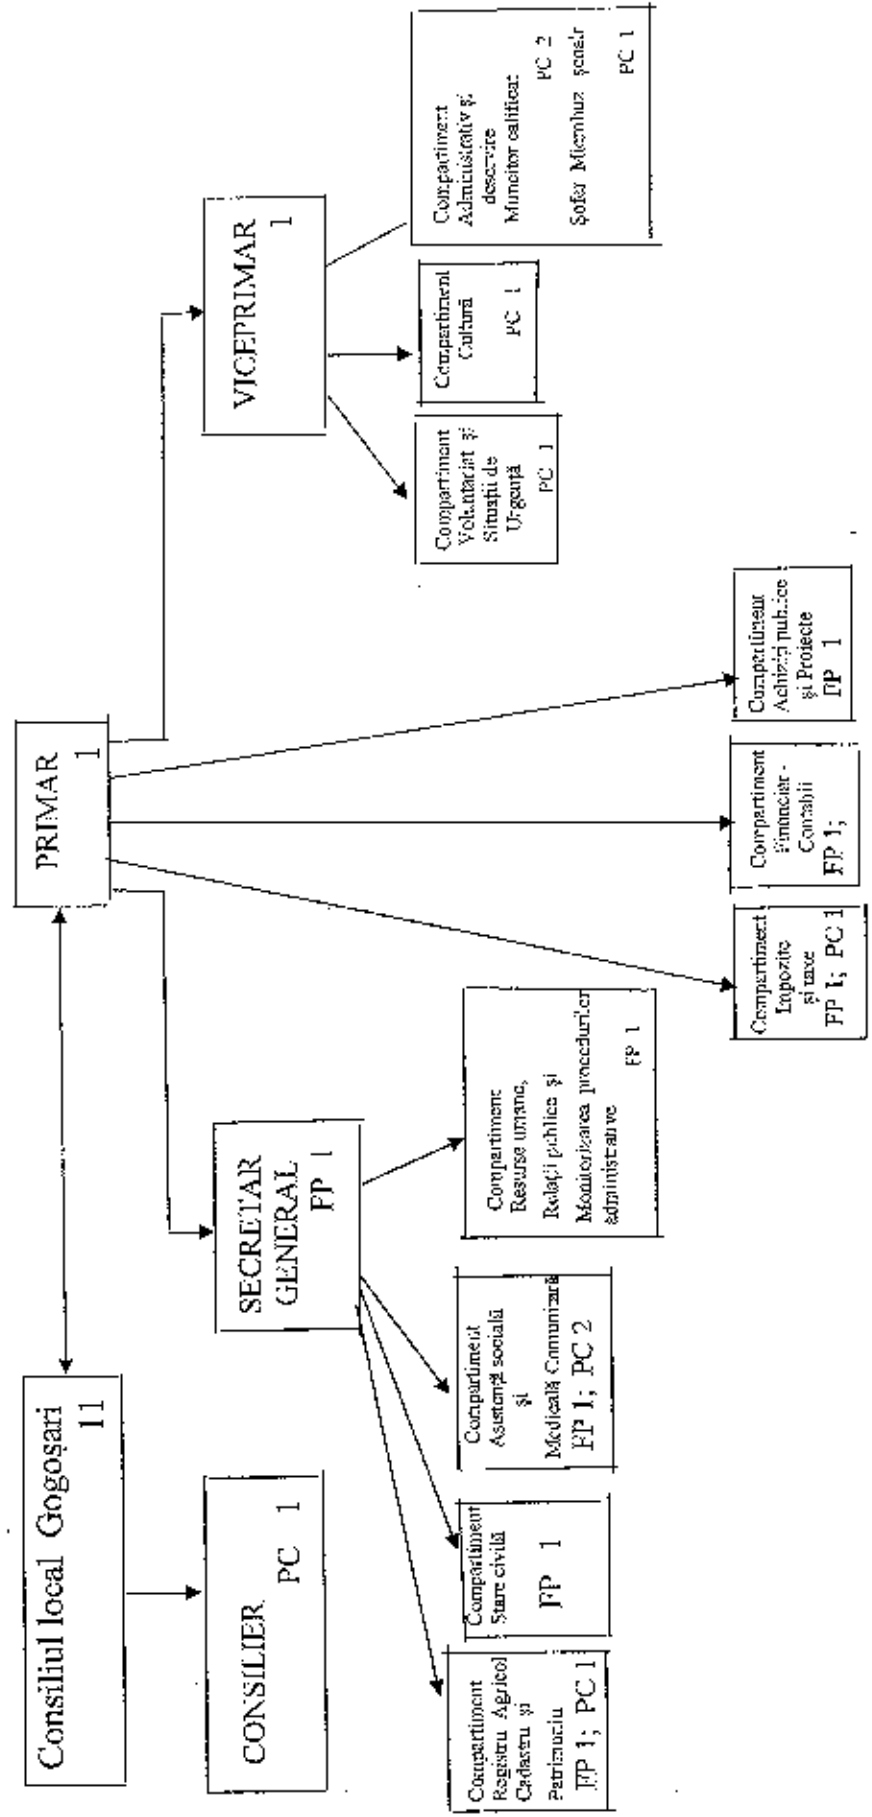 Consiliul local Gogoșari
11
PRIMAR
1
CONSILIER
PC 1
SECRETAR
GENERAL
FP 1
VICEPRIMAR
1
Compartiment
Registru Agricol
Cadastru și
Patrimoniu
FP 1; PC 1
Compartiment
Stare civilă
FP 1
Compartiment
Asistență socială
și
Medicală Comunitară
FP 1; PC 2
Compartiment
Resurse umane,
Relații publice și
Monitorizarea procedurilor
administrative
FP 1
Compartiment
Impozite
și taxe
FP 1; PC 1
Compartiment
Financiar -
Contabil
FP 1;
Compartiment
Achiziții publice
și Proiecte
FP 1
Compartiment
Voluntariat și
Situații de
Urgență
PC 1
Compartiment
Cultură
PC 1
Compartiment
Administrativ și
deservire
Muncitor calificat
PC 2
Șofer
PC 1